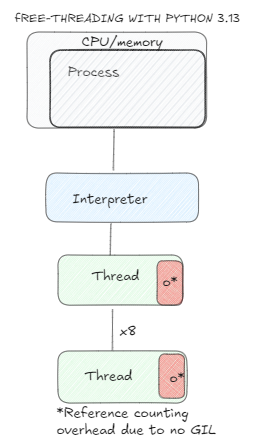 fREE-THREADING WITH PYTHON 3.13
CPU/memory
Process
Interpreter
Thread
o*
x8
Thread
o*
*Reference counting
overhead due to no GIL